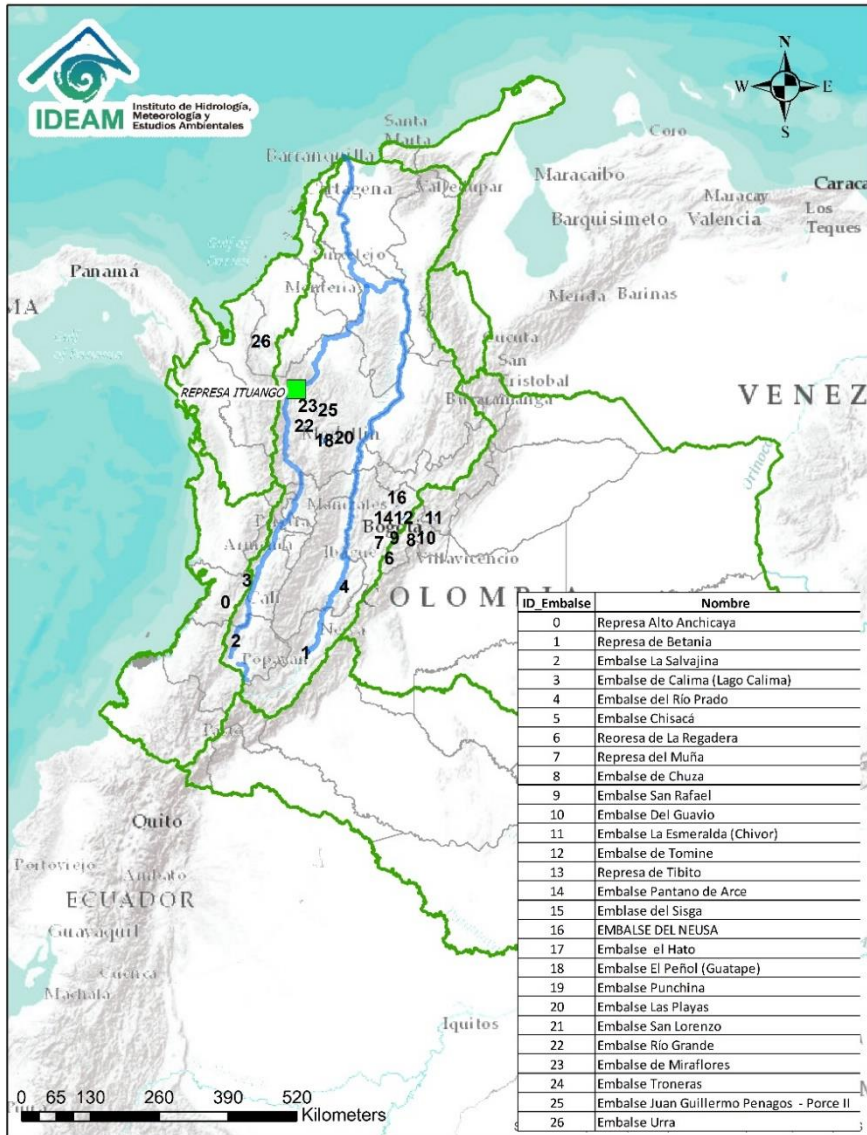 IDEAM
Instituto de Hidrología,
Meteorología y
Estudios Ambientales
N
W E
S
Santa
Marta
Barranquilla
Coro
Cartagena
Valledupar
Maracaibo
Maracay
Caraca
Barquisimeto
Valencia
Los
Teques
Panamá
Sincelejo
Montería
Merida
Barinas
MA
Cucuta
San
Cristobal
26
Bucaramanga
REPRESA ITUANGO
VENEZ
23
25
22
Medellin
18
20
Orinoco
16
Manizales
14
12
11
Bogota
7
9
8
10
Armenia
Ibague
6
Villavicencio
3
4
0
Cali
COLOMBIA
2
Neiva
1
Popayan
Pasto
Quito
Portoviejo
Ambato
ECUADOR
Guayaquil
Cuenca
Machala
Iquitos
0 65 130 260 390 520
Kilometers
ID_Embalse Nombre
0 Represa Alto Anchicaya
1 Represa de Betania
2 Embalse La Salvajina
3 Embalse de Calima (Lago Calima)
4 Embalse del Río Prado
5 Embalse Chisacá
6 Reoresa de La Regadera
7 Represa del Muña
8 Embalse de Chuza
9 Embalse San Rafael
10 Embalse Del Guavio
11 Embalse La Esmeralda (Chivor)
12 Embalse de Tomine
13 Represa de Tibito
14 Embalse Pantano de Arce
15 Emblase del Sisga
16 EMBALSE DEL NEUSA
17 Embalse el Hato
18 Embalse El Peñol (Guatape)
19 Embalse Punchina
20 Embalse Las Playas
21 Embalse San Lorenzo
22 Embalse Río Grande
23 Embalse de Miraflores
24 Embalse Troneras
25 Embalse Juan Guillermo Penagos - Porce II
26 Embalse Urra